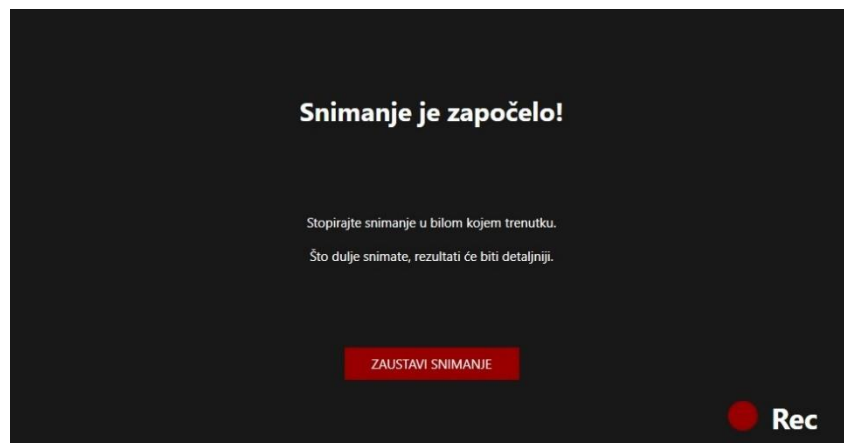 Snimanje je započelo!
Stopirajte snimanje u bilom kojem trenutku.
Što dulje snimate, rezultati će biti detaljniji.
ZAUSTAVI SNIMANJE
Rec